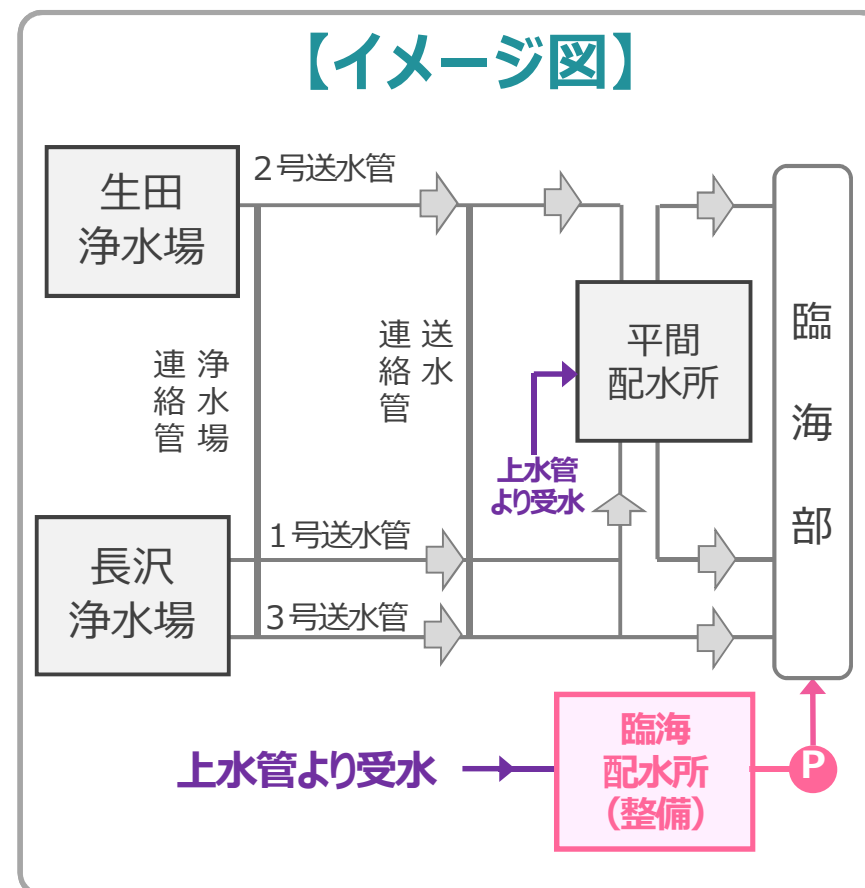 【イメージ図】
生田
浄水場
2号送水管
浄水場
連絡管
送水
連絡管
平間
配水所
臨海部
上水管
より受水
長沢
浄水場
1号送水管
3号送水管
上水管より受水
臨海
配水所
(整備)
P